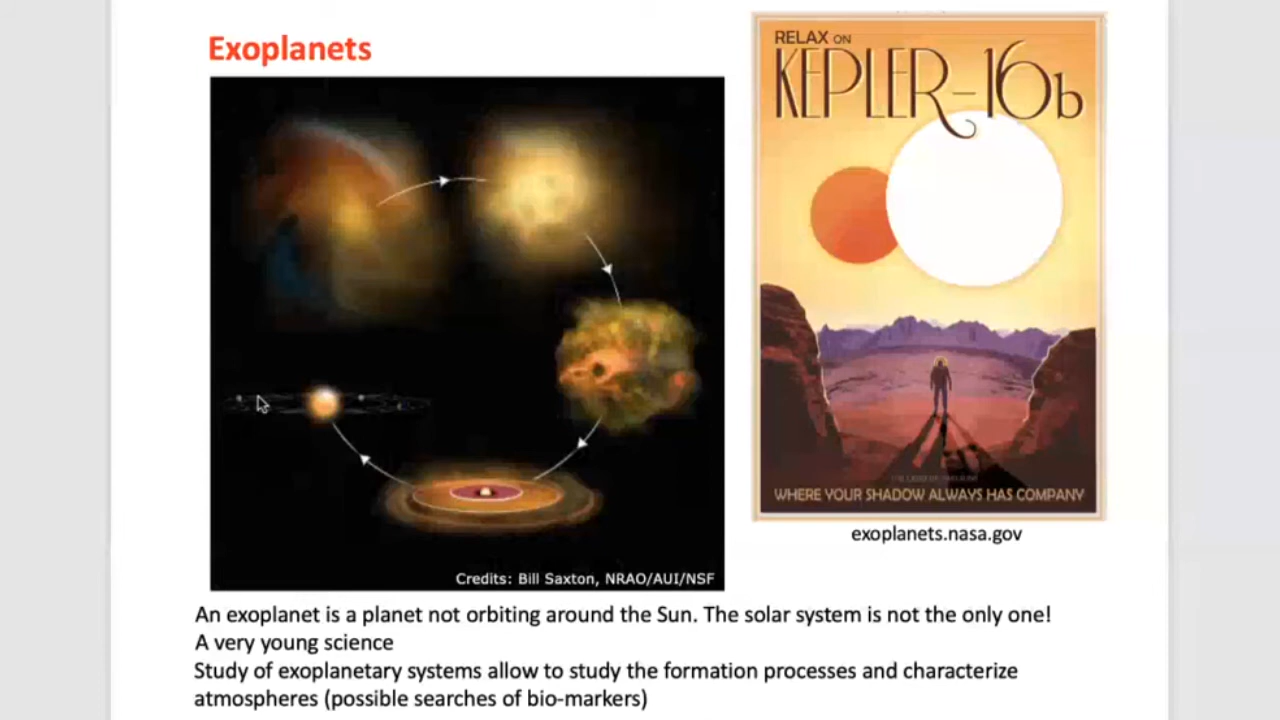 Exoplanets
RELAX ON
KEPLER-16b
WHERE YOUR SHADOW ALWAYS HAS COMPANY
exoplanets.nasa.gov
Credits: Bill Saxton, NRAO/AUI/NSF
An exoplanet is a planet not orbiting around the Sun. The solar system is not the only one!
A very young science
Study of exoplanetary systems allow to study the formation processes and characterize
atmospheres (possible searches of bio-markers)